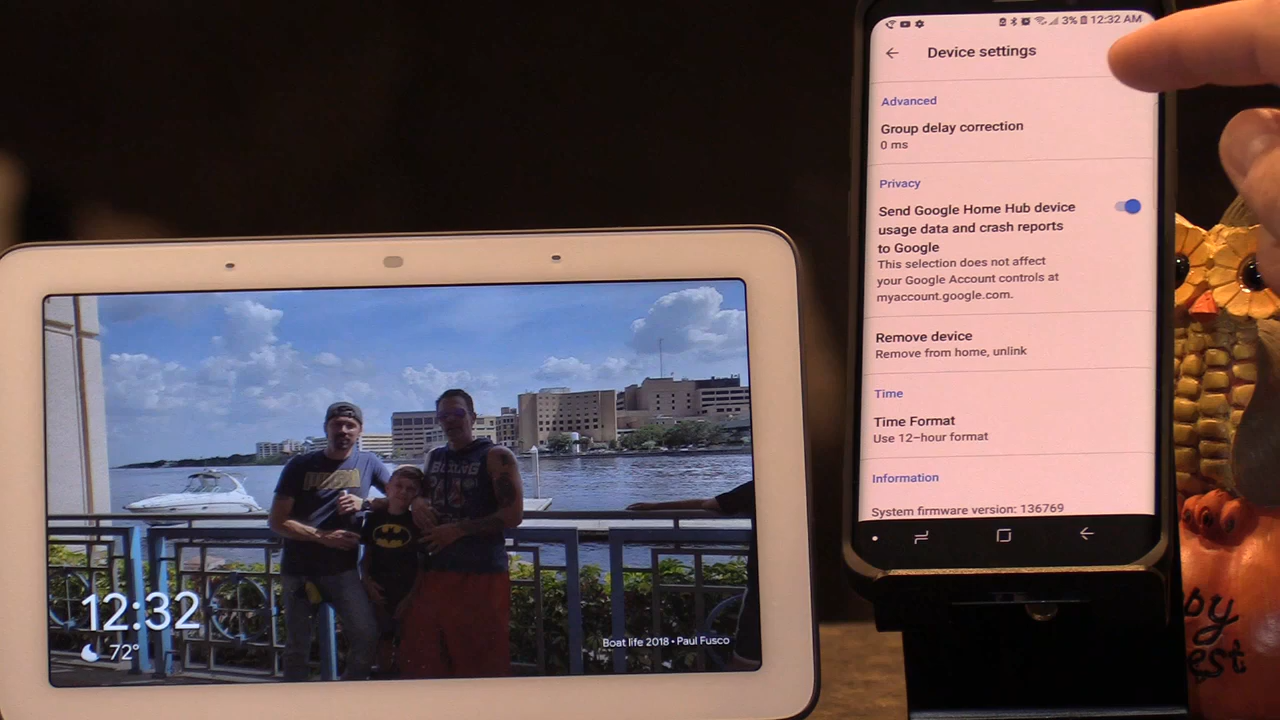 3% 12:32 AM
Device settings
Advanced
Group delay correction
0 ms
Privacy
Send Google Home Hub device
usage data and crash reports
to Google
This selection does not affect
your Google Account controls at
myaccount.google.com.
Remove device
Remove from home, unlink
Time
Time Format
Use 12-hour format
Information
System firmware version: 136769
12:32
72°
Boat life 2018 • Paul Fusco